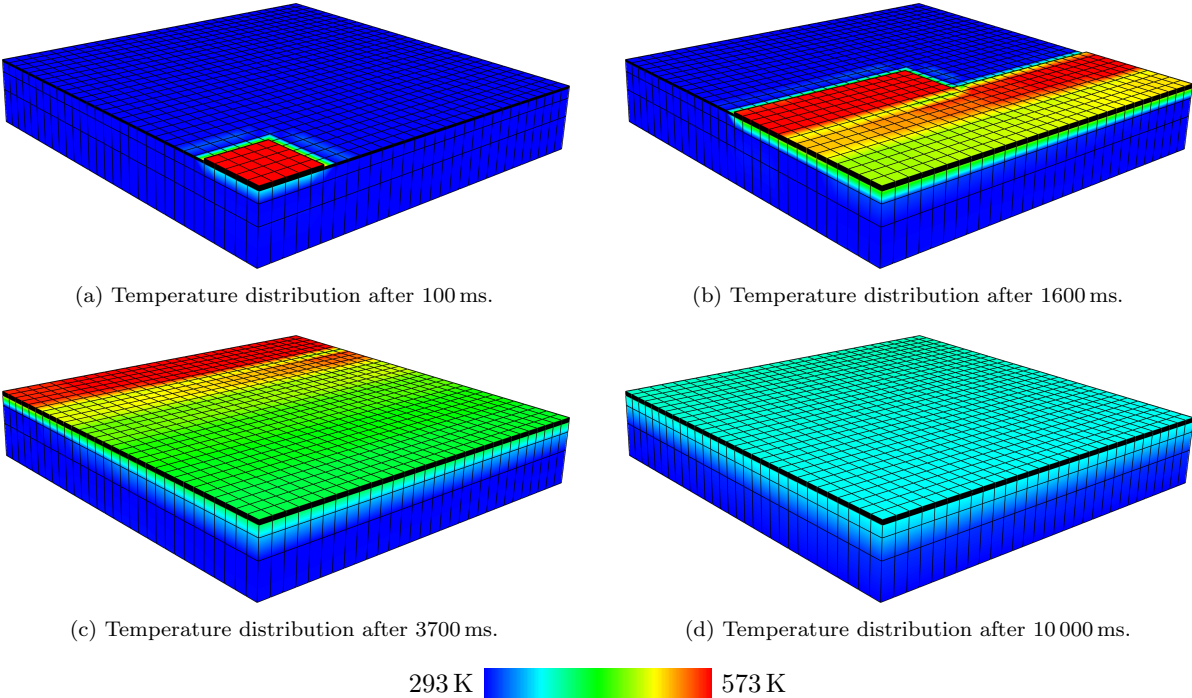 (a) Temperature distribution after 100 ms.
(b) Temperature distribution after 1600 ms.
(c) Temperature distribution after 3700 ms.
(d) Temperature distribution after 10 000 ms.
293 K 573 K